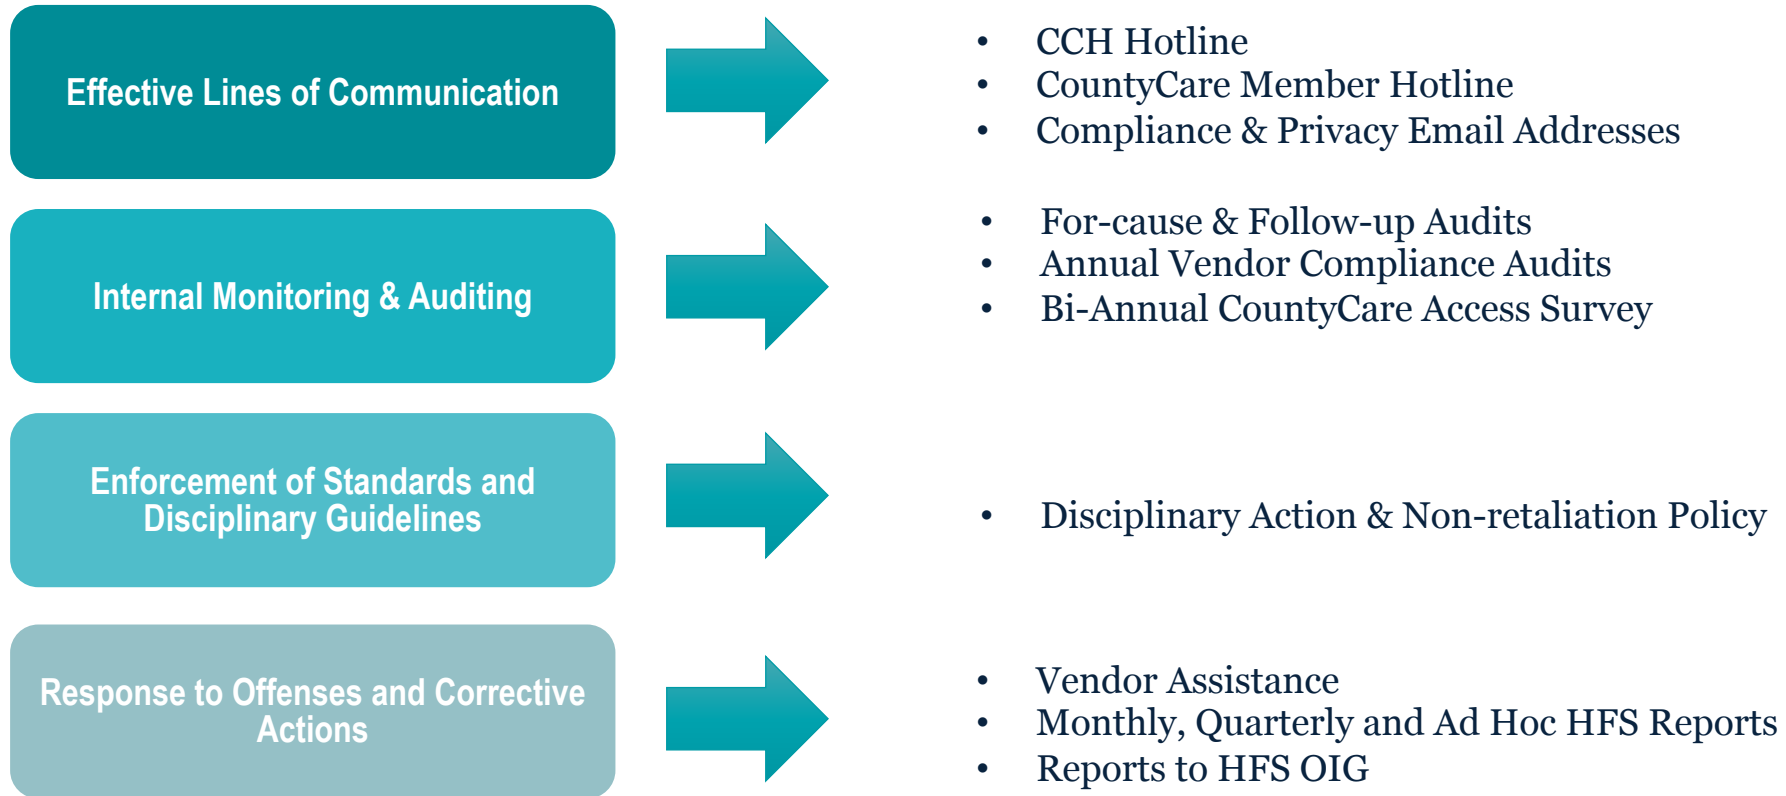 Effective Lines of Communication
• CCH Hotline
• CountyCare Member Hotline
• Compliance & Privacy Email Addresses
Internal Monitoring & Auditing
• For-cause & Follow-up Audits
• Annual Vendor Compliance Audits
• Bi-Annual CountyCare Access Survey
Enforcement of Standards and
Disciplinary Guidelines
• Disciplinary Action & Non-retaliation Policy
Response to Offenses and Corrective
Actions
• Vendor Assistance
• Monthly, Quarterly and Ad Hoc HFS Reports
• Reports to HFS OIG